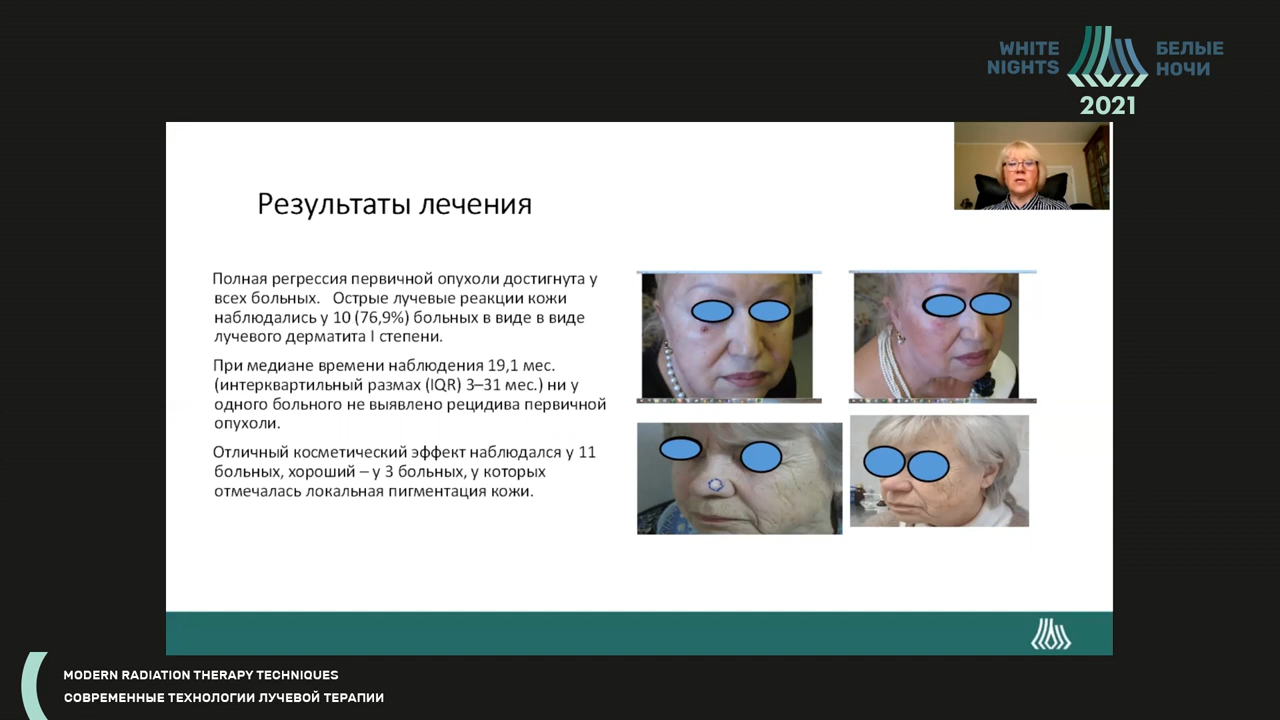 WHITE
NIGHTS
БЕЛЫЕ
НОЧИ
2021
Результаты лечения
Полная регрессия первичной опухоли достигнута у
всех больных. Острые лучевые реакции кожи
наблюдались у 10 (76,9%) больных в виде в виде
лучевого дерматита I степени.
При медиане времени наблюдения 19,1 мес.
(интерквартильный размах (IQR) 3–31 мес.) ни у
одного больного не выявлено рецидива первичной
опухоли.
Отличный косметический эффект наблюдался у 11
больных, хороший – у 3 больных, у которых
отмечалась локальная пигментация кожи.
MODERN RADIATION THERAPY TECHNIQUES
СОВРЕМЕННЫЕ ТЕХНОЛОГИИ ЛУЧЕВОЙ ТЕРАПИИ